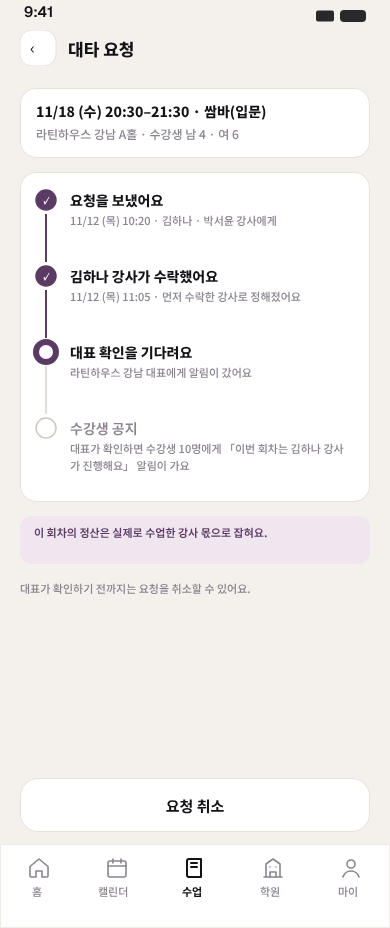 9:41
‹ 대타 요청
11/18 (수) 20:30–21:30 · 쌈바(입문)
라틴하우스 강남 A홀 · 수강생 남 4 · 여 6
요청을 보냈어요
11/12 (목) 10:20 · 김하나 · 박서윤 강사에게
김하나 강사가 수락했어요
11/12 (목) 11:05 · 먼저 수락한 강사로 정해졌어요
대표 확인을 기다려요
라틴하우스 강남 대표에게 알림이 갔어요
수강생 공지
대표가 확인하면 수강생 10명에게 「이번 회차는 김하나 강사
가 진행해요」 알림이 가요
이 회차의 정산은 실제로 수업한 강사 몫으로 잡혀요.
대표가 확인하기 전까지는 요청을 취소할 수 있어요.
요청 취소
홈 캘린더 수업 학원 마이